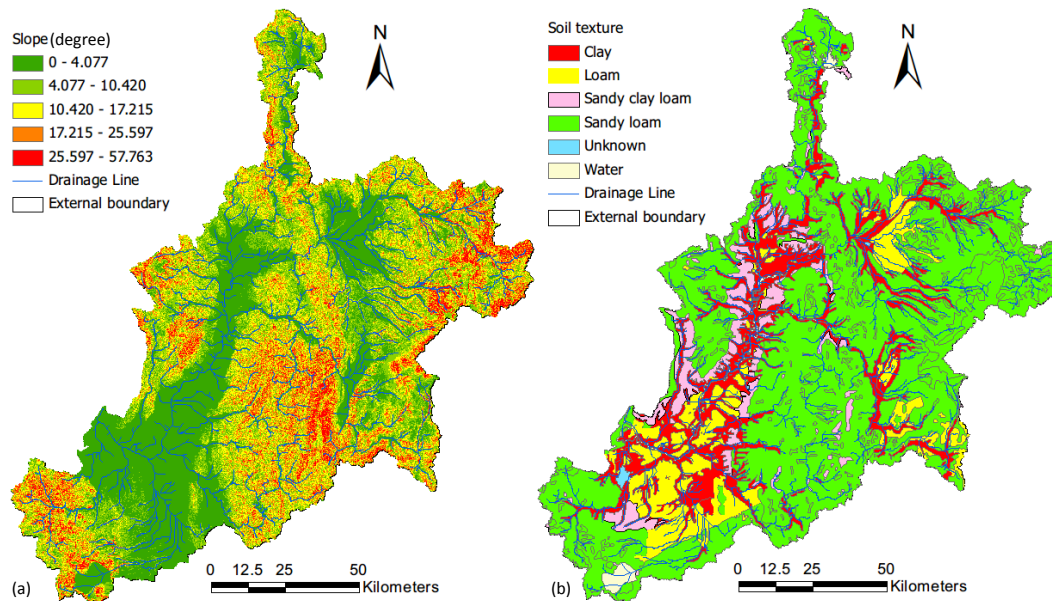 Slope (degree)
0 - 4.077
4.077 - 10.420
10.420 - 17.215
17.215 - 25.597
25.597 - 57.763
Drainage Line
External boundary
N
(a)
0 12.5 25 50
Kilometers
Soil texture
Clay
Loam
Sandy clay loam
Sandy loam
Unknown
Water
Drainage Line
External boundary
N
(b)
0 12.5 25 50
Kilometers